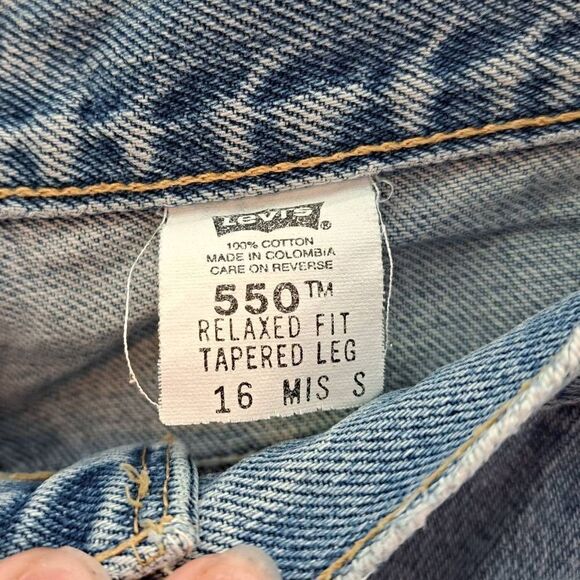 Levi's ®
100% COTTON
MADE IN COLOMBIA
CARE ON REVERSE
550™
RELAXED FIT
TAPERED LEG
16 MIS S